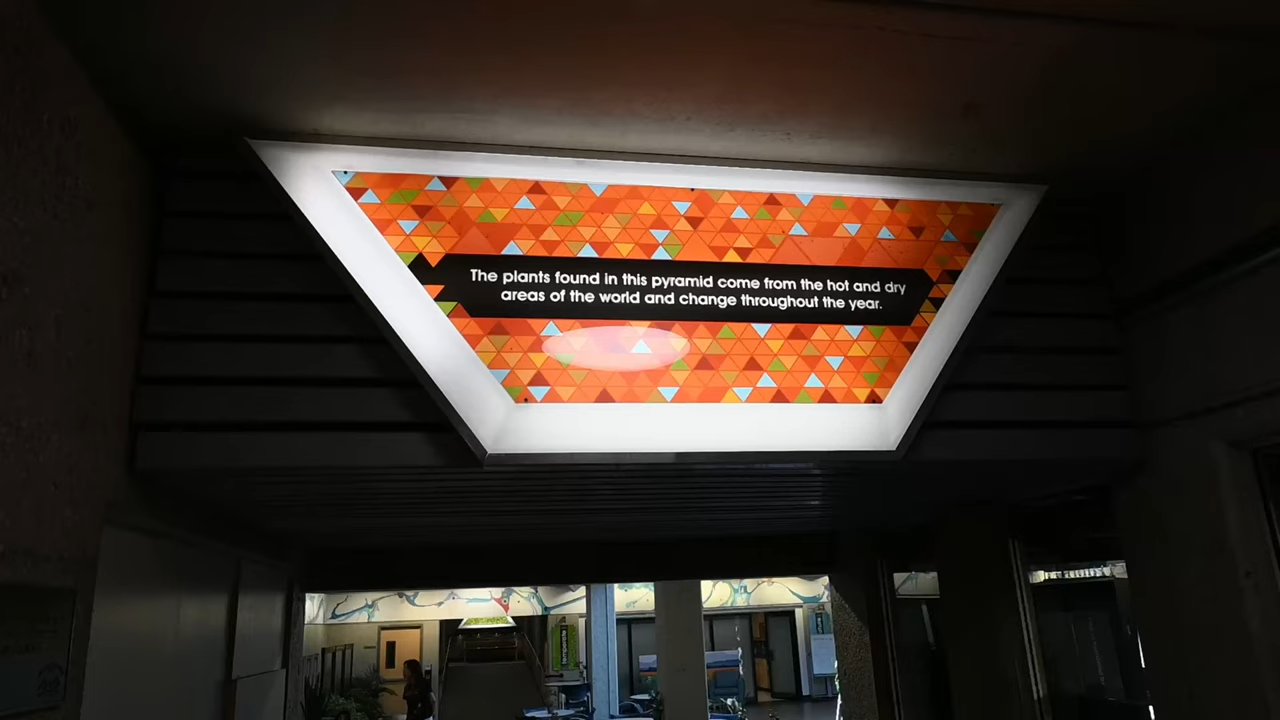 The plants found in this pyramid come from the hot and dry
areas of the world and change throughout the year.
temperate